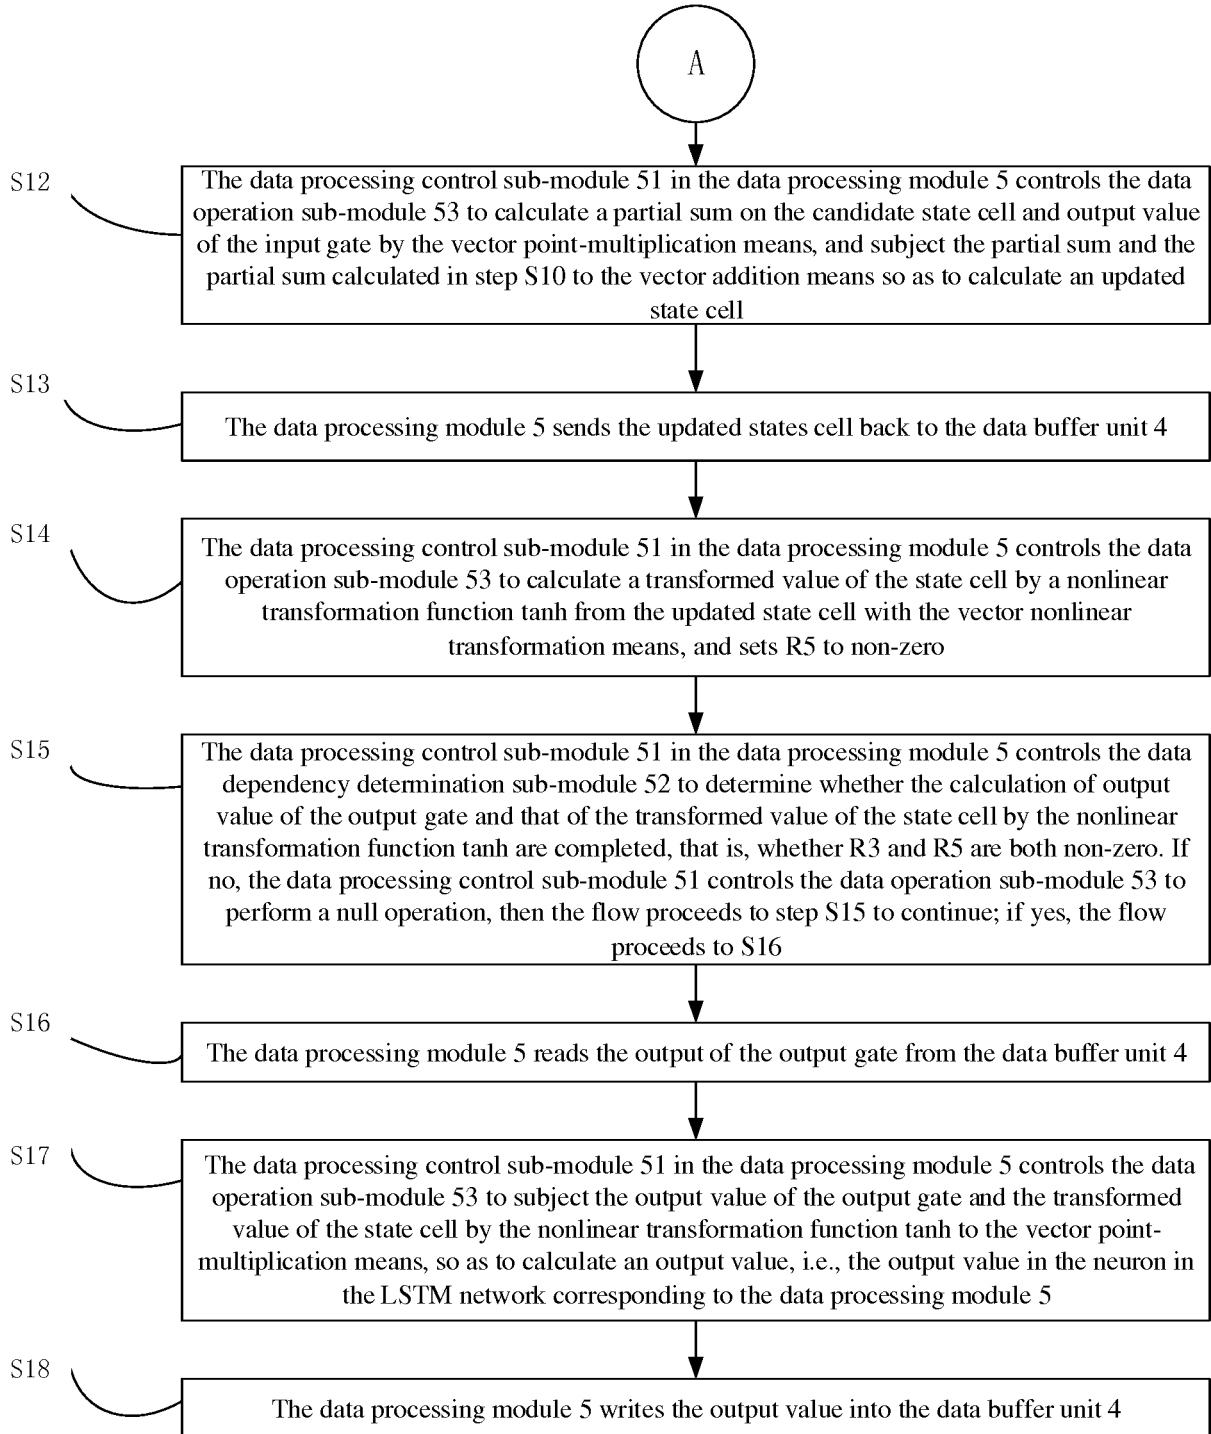 A
S12
The data processing control sub-module 51 in the data processing module 5 controls the data
operation sub-module 53 to calculate a partial sum on the candidate state cell and output value
of the input gate by the vector point-multiplication means, and subject the partial sum and the
partial sum calculated in step S10 to the vector addition means so as to calculate an updated
state cell
S13
The data processing module 5 sends the updated states cell back to the data buffer unit 4
S14
The data processing control sub-module 51 in the data processing module 5 controls the data
operation sub-module 53 to calculate a transformed value of the state cell by a nonlinear
transformation function tanh from the updated state cell with the vector nonlinear
transformation means, and sets R5 to non-zero
S15
The data processing control sub-module 51 in the data processing module 5 controls the data
dependency determination sub-module 52 to determine whether the calculation of output
value of the output gate and that of the transformed value of the state cell by the nonlinear
transformation function tanh are completed, that is, whether R3 and R5 are both non-zero. If
no, the data processing control sub-module 51 controls the data operation sub-module 53 to
perform a null operation, then the flow proceeds to step S15 to continue; if yes, the flow
proceeds to S16
S16
The data processing module 5 reads the output of the output gate from the data buffer unit 4
S17
The data processing control sub-module 51 in the data processing module 5 controls the data
operation sub-module 53 to subject the output value of the output gate and the transformed
value of the state cell by the nonlinear transformation function tanh to the vector point-
multiplication means, so as to calculate an output value, i.e., the output value in the neuron in
the LSTM network corresponding to the data processing module 5
S18
The data processing module 5 writes the output value into the data buffer unit 4